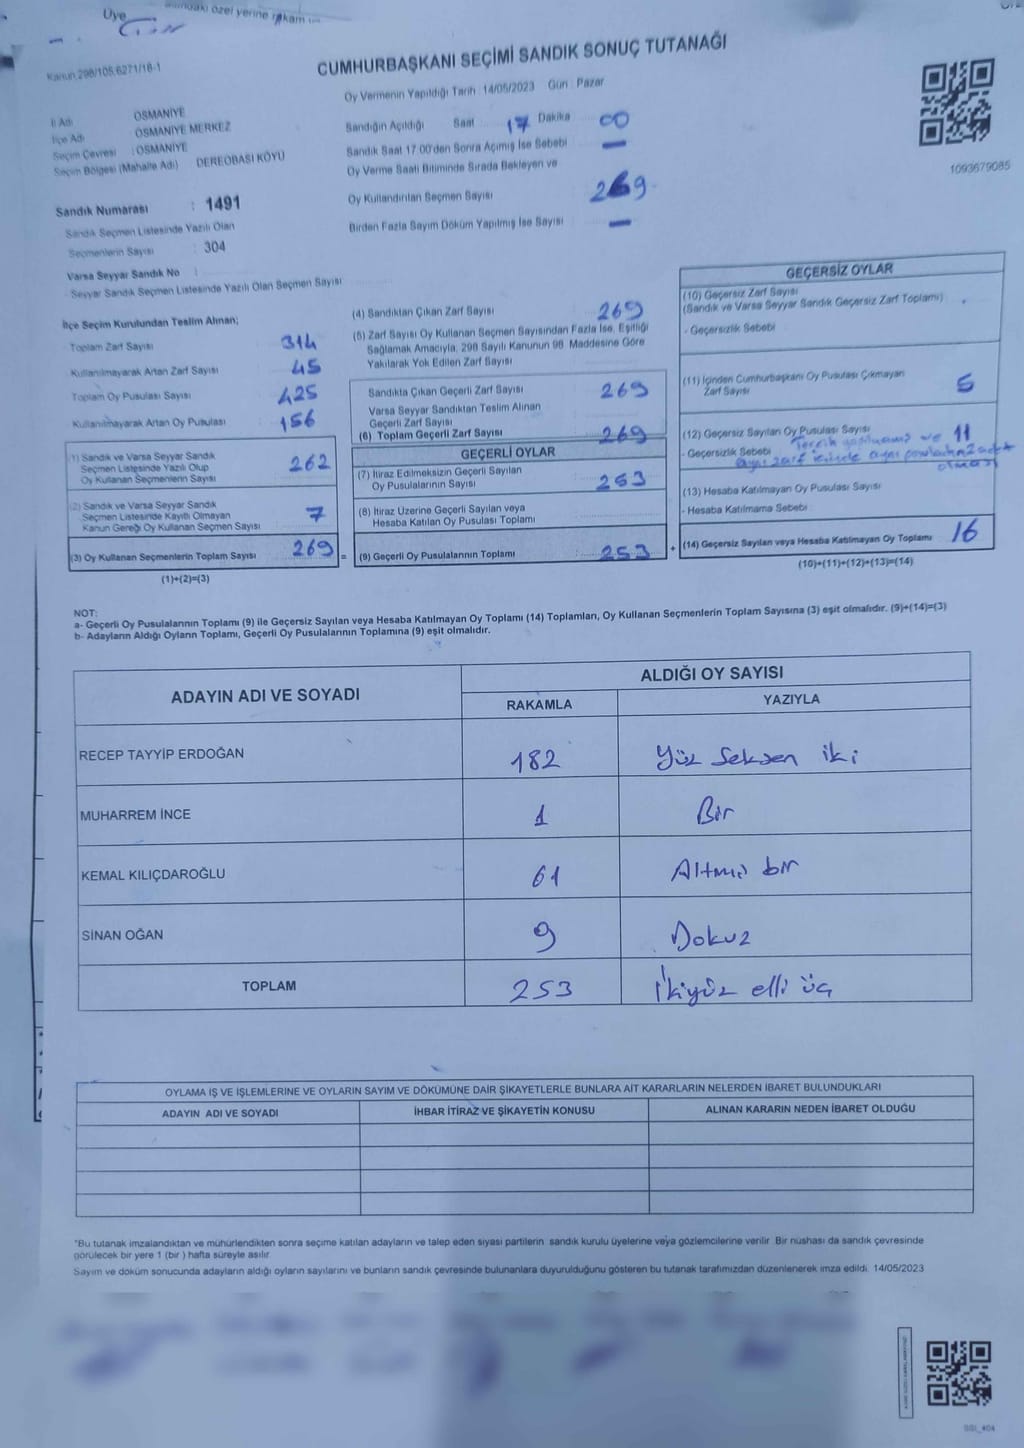 Üye
Kanun 298/105,6271/18-1
CUMHURBAŞKANI SEÇİMİ SANDIK SONUÇ TUTANAĞI
Oy Vermenin Yapıldığı Tarih : 14/05/2023 Gün : Pazar
1093679085
İl Adı : OSMANİYE
İlçe Adı : OSMANİYE MERKEZ
Seçim Çevresi : OSMANİYE
Seçim Bölgesi (Mahalle Adı) : DEREOBASI KÖYÜ
Sandık Numarası : 1491
Sandık Seçmen Listesinde Yazılı Olan
Seçmenlerin Sayısı : 304
Varsa Seyyar Sandık No :
Seyyar Sandık Seçmen Listesinde Yazılı Olan Seçmen Sayısı
Sandığın Açıldığı Saat 17 Dakika 00
Sandık Saat 17:00'den Sonra Açılmış İse Sebebi —
Oy Verme Saati Bitiminde Sırada Bekleyen ve
Oy Kullandırılan Seçmen Sayısı 269
Birden Fazla Sayım Döküm Yapılmış İse Sayısı —
İlçe Seçim Kurulundan Teslim Alınan;
Toplam Zarf Sayısı 314
Kullanılmayarak Artan Zarf Sayısı 45
Toplam Oy Pusulası Sayısı 425
Kullanılmayarak Artan Oy Pusulası 156
(1) Sandık ve Varsa Seyyar Sandık
Seçmen Listesinde Yazılı Olup
Oy Kullanan Seçmenlerin Sayısı 262
(2) Sandık ve Varsa Seyyar Sandık
Seçmen Listesinde Kayıtlı Olmayan
Kanun Gereği Oy Kullanan Seçmen Sayısı 7
(3) Oy Kullanan Seçmenlerin Toplam Sayısı 269 =
(1)+(2)=(3)
(4) Sandıktan Çıkan Zarf Sayısı 269
(5) Zarf Sayısı Oy Kullanan Seçmen Sayısından Fazla İse, Eşitliği
Sağlamak Amacıyla, 298 Sayılı Kanunun 98. Maddesine Göre
Yakılarak Yok Edilen Zarf Sayısı
Sandıkta Çıkan Geçerli Zarf Sayısı 269
Varsa Seyyar Sandıktan Teslim Alınan
Geçerli Zarf Sayısı
(6) Toplam Geçerli Zarf Sayısı 269
GEÇERLİ OYLAR
(7) İtiraz Edilmeksizin Geçerli Sayılan
Oy Pusulalarının Sayısı 253
(8) İtiraz Üzerine Geçerli Sayılan veya
Hesaba Katılan Oy Pusulası Toplamı
(9) Geçerli Oy Pusulalarının Toplamı 253 +
GEÇERSİZ OYLAR
(10) Geçersiz Zarf Sayısı
(Sandık ve Varsa Seyyar Sandık Geçersiz Zarf Toplamı)
- Geçersizlik Sebebi
(11) İçinden Cumhurbaşkanı Oy Pusulası Çıkmayan
Zarf Sayısı 5
(12) Geçersiz Sayılan Oy Pusulası Sayısı 11
- Geçersizlik Sebebi
ve
aynı zarf içinde aynı
olması
(13) Hesaba Katılmayan Oy Pusulası Sayısı
- Hesaba Katılmama Sebebi
(14) Geçersiz Sayılan veya Hesaba Katılmayan Oy Toplamı 16
(10)+(11)+(12)+(13)=(14)
NOT:
a- Geçerli Oy Pusulalarının Toplamı (9) ile Geçersiz Sayılan veya Hesaba Katılmayan Oy Toplamı (14) Toplamları, Oy Kullanan Seçmenlerin Toplam Sayısına (3) eşit olmalıdır. (9)+(14)=(3)
b- Adayların Aldığı Oyların Toplamı, Geçerli Oy Pusulalarının Toplamına (9) eşit olmalıdır.
ADAYIN ADI VE SOYADI
ALDIĞI OY SAYISI
RAKAMLA YAZIYLA
RECEP TAYYİP ERDOĞAN 182 Yüz Seksen iki
MUHARREM İNCE 1 Bir
KEMAL KILIÇDAROĞLU 61 Altmış bir
SİNAN OĞAN 9 Dokuz
TOPLAM 253 İkiyüz elli üç
OYLAMA İŞ VE İŞLEMLERİNE VE OYLARIN SAYIM VE DÖKÜMÜNE DAİR ŞİKAYETLERLE BUNLARA AİT KARARLARIN NELERDEN İBARET BULUNDUKLARI
ADAYIN ADI VE SOYADI İHBAR İTİRAZ VE ŞİKAYETİN KONUSU ALINAN KARARIN NEDEN İBARET OLDUĞU
"Bu tutanak imzalandıktan ve mühürlendikten sonra seçime katılan adayların ve talep eden siyasi partilerin sandık kurulu üyelerine veya gözlemcilerine verilir. Bir nüshası da sandık çevresinde
görülecek bir yere 1 (bir ) hafta süreyle asılır.
Sayım ve döküm sonucunda adayların aldığı oyların sayılarını ve bunların sandık çevresinde bulunanlara duyurulduğunu gösteren bu tutanak tarafımızdan düzenlenerek imza edildi. 14/05/2023